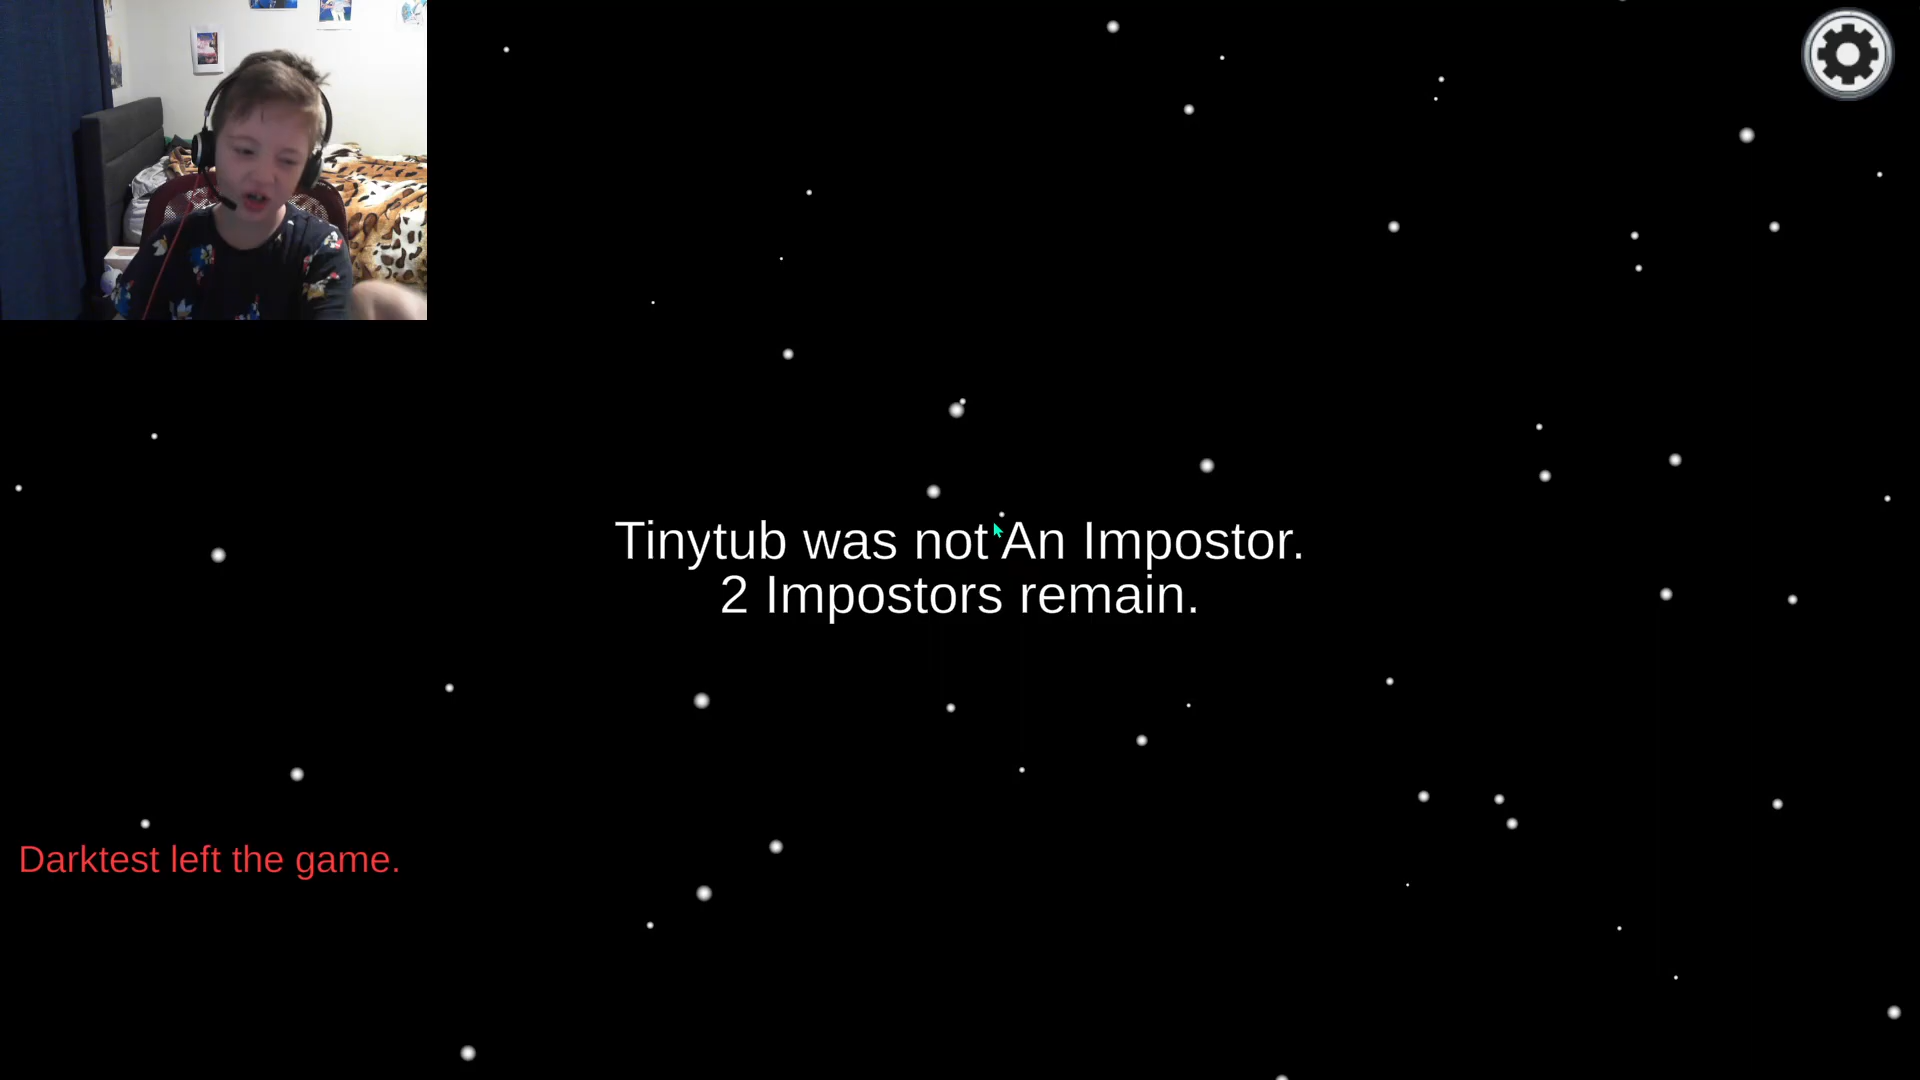 Tinytub was not An Impostor.
2 Impostors remain.
Darktest left the game.